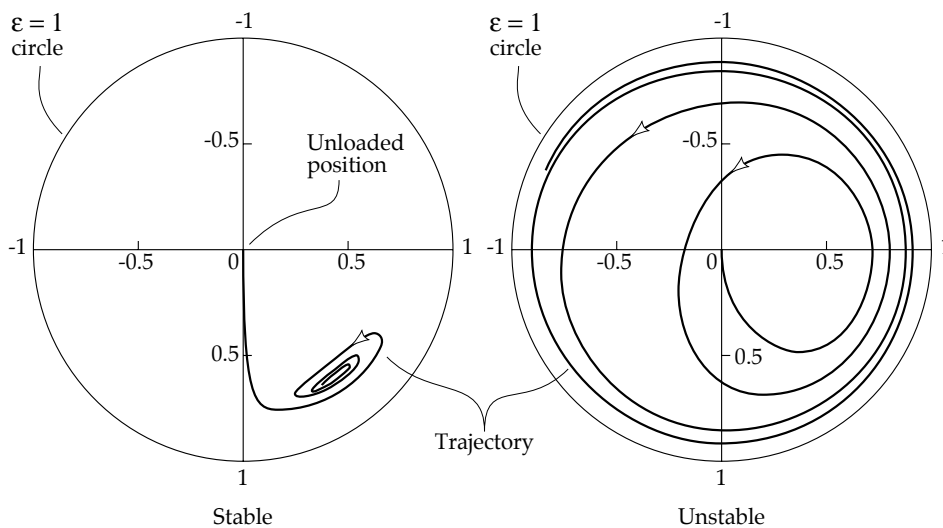 ε = 1
circle
-1
-0.5
Unloaded
position
-1
-0.5
0
0.5
1
0.5
1
Stable
Trajectory
ε = 1
circle
-1
-0.5
-1
-0.5
0
0.5
1
0.5
-1
Unstable